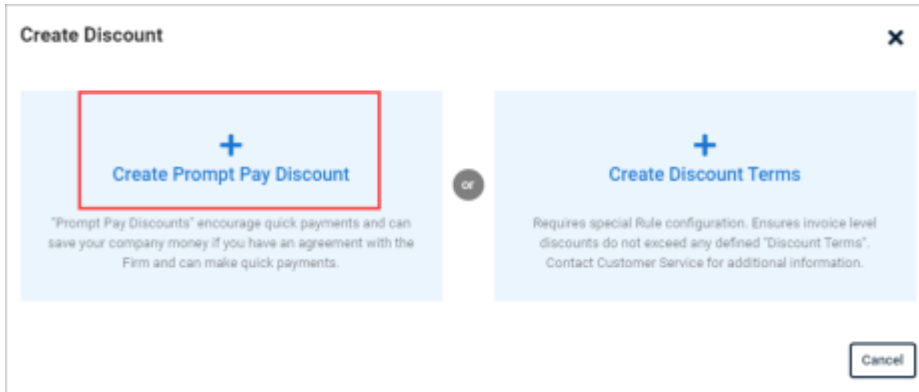 Create Discount
Create Prompt Pay Discount
"Prompt Pay Discounts" encourage quick payments and can
save your company money if you have an agreement with the
Firm and can make quick payments.
or
Create Discount Terms
Requires special Rule configuration. Ensures invoice level
discounts do not exceed any defined "Discount Terms".
Contact Customer Service for additional information.
Cancel